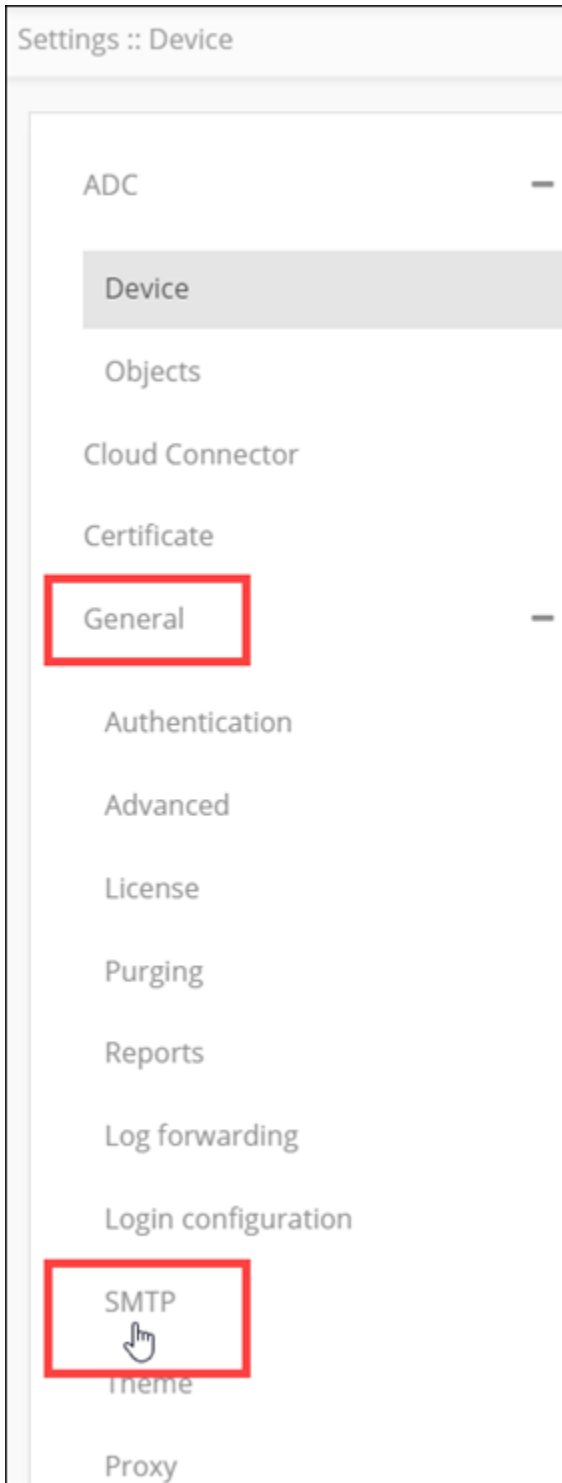 Settings :: Device
ADC
Device
Objects
Cloud Connector
Certificate
General
Authentication
Advanced
License
Purging
Reports
Log forwarding
Login configuration
SMTP
Theme
Proxy